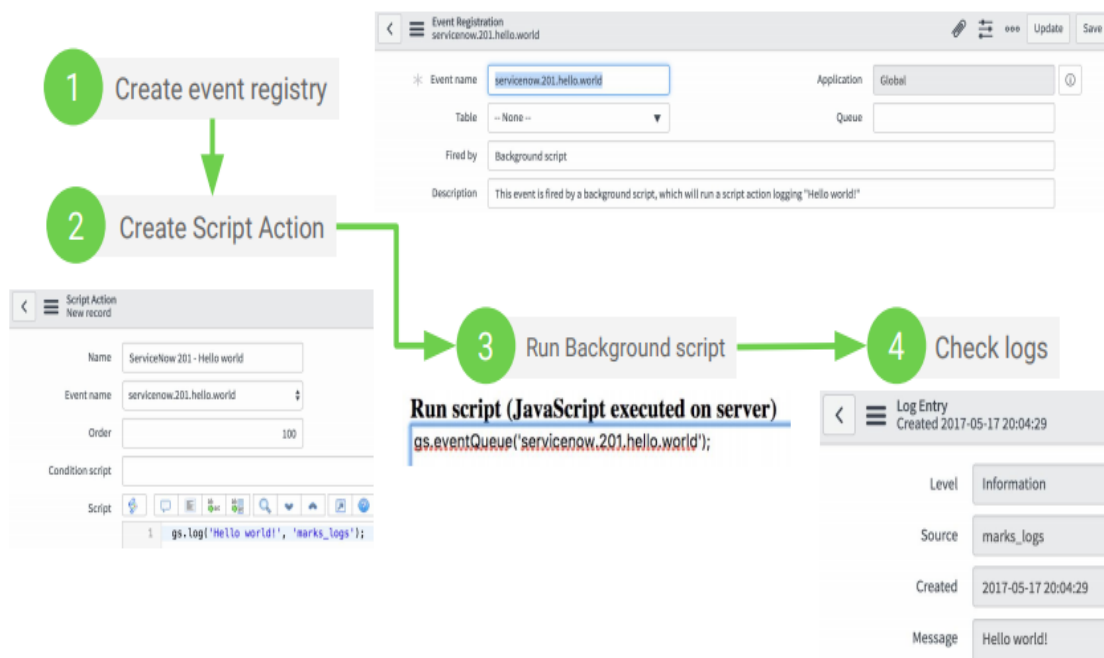 1 Create event registry
Event Registration
servicenow.201.hello.world
Update Save
Event name servicenow.201.hello.world Application Global
Table -- None -- Queue
Fired by Background script
Description This event is fired by a background script, which will run a script action logging "Hello world!"
2 Create Script Action
Script Action
New record
Name ServiceNow 201 - Hello world
Event name servicenow.201.hello.world
Order 100
Condition script
Script
1 gs.log('Hello world!', 'marks_logs');
3 Run Background script
Run script (JavaScript executed on server)
gs.eventQueue('servicenow.201.hello.world');
4 Check logs
Log Entry
Created 2017-05-17 20:04:29
Level Information
Source marks_logs
Created 2017-05-17 20:04:29
Message Hello world!